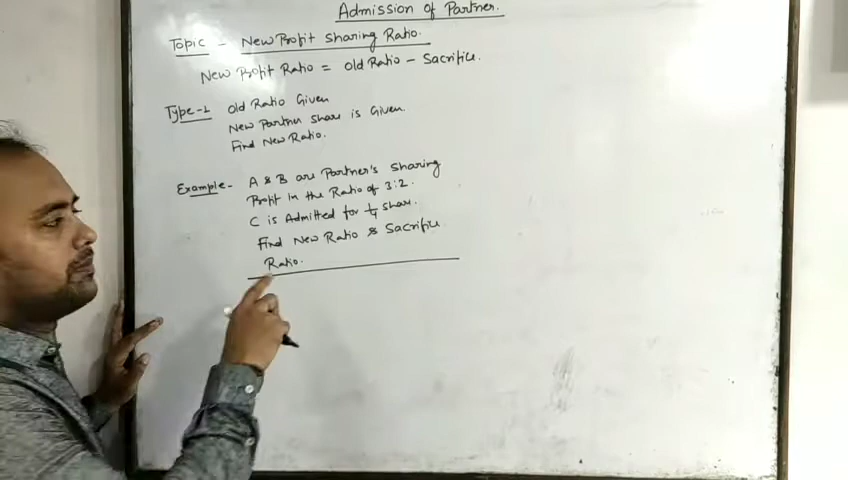 Admission of Partner.
Topic - New Profit Sharing Ratio.
New Profit Ratio = Old Ratio - Sacrifice.
Type-1 Old Ratio Given
New Partner share is Given.
Find New Ratio.
Example- A & B are Partner's Sharing
Profit in the Ratio of 3:2.
C is Admitted for 1/4 share.
Find New Ratio & Sacrifice
Ratio.